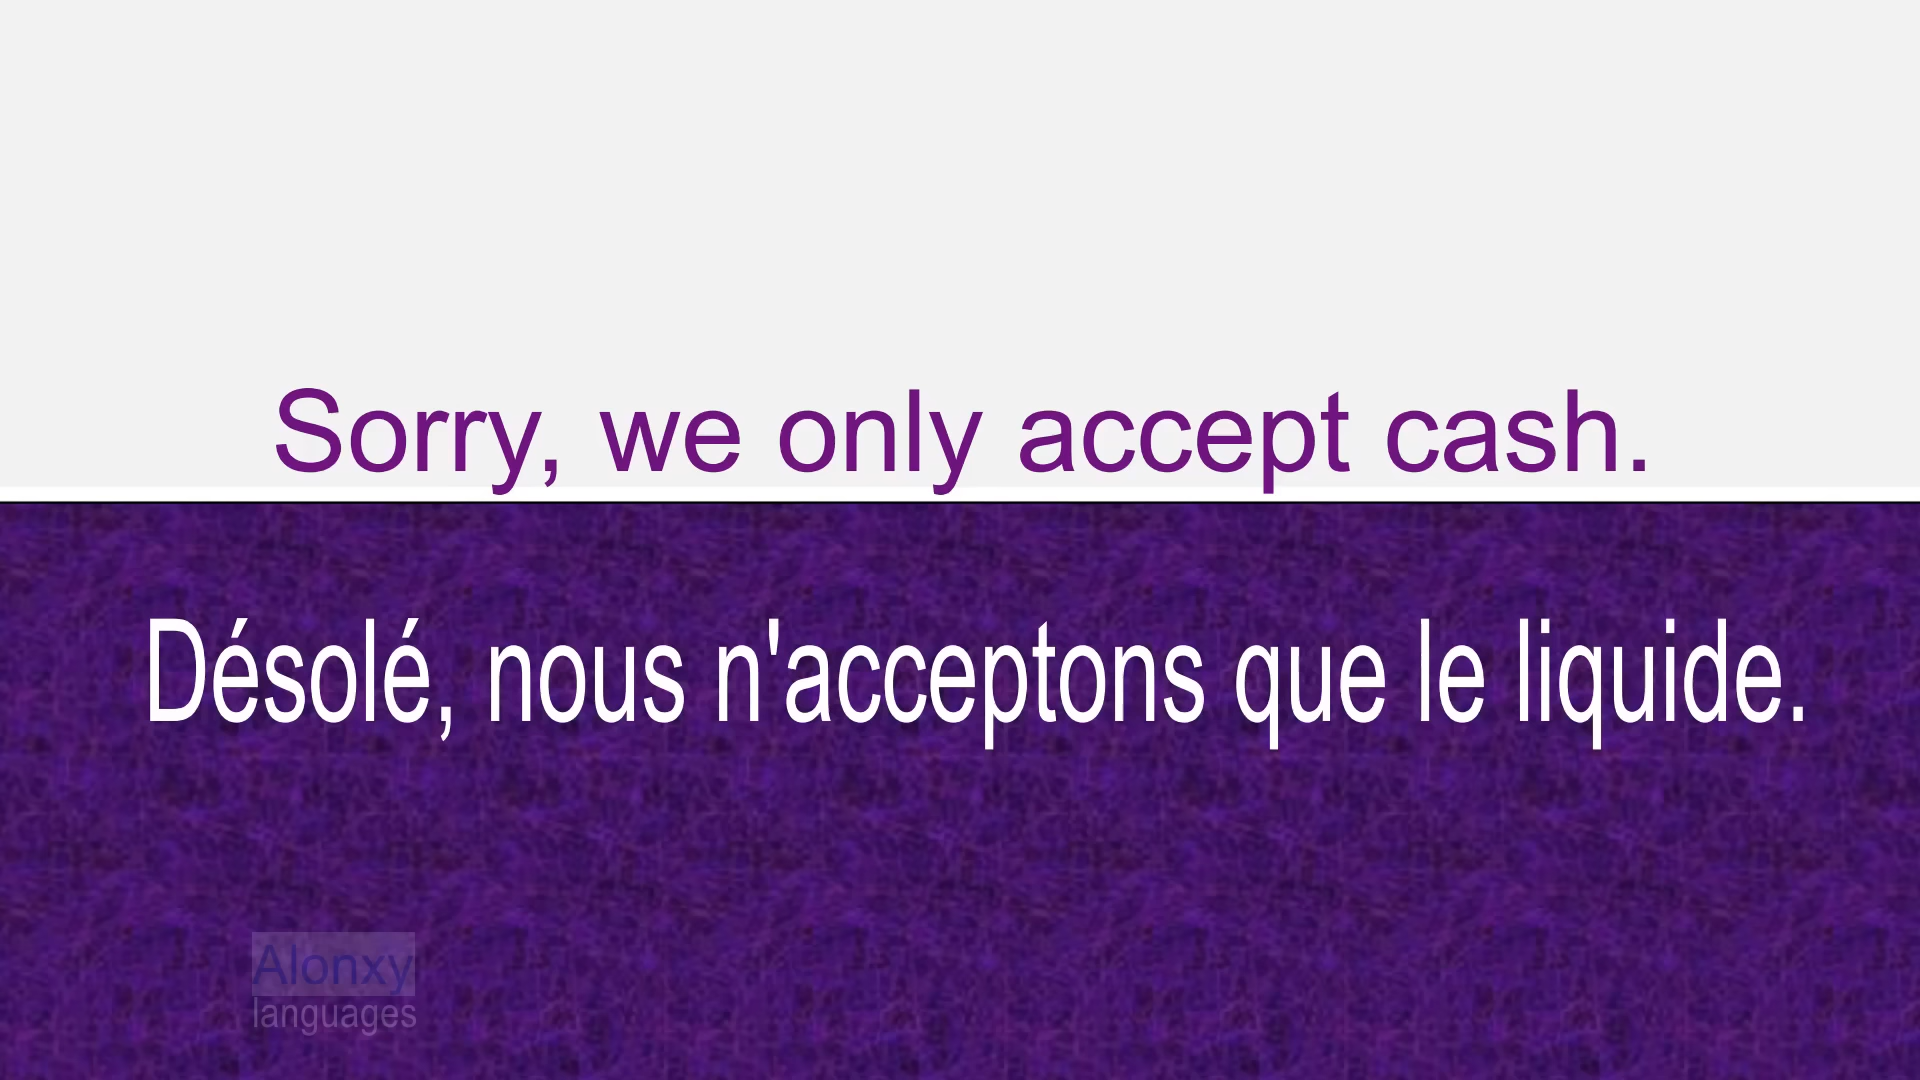 Sorry, we only accept cash.
Désolé, nous n'acceptons que le liquide.
Alonxy
languages